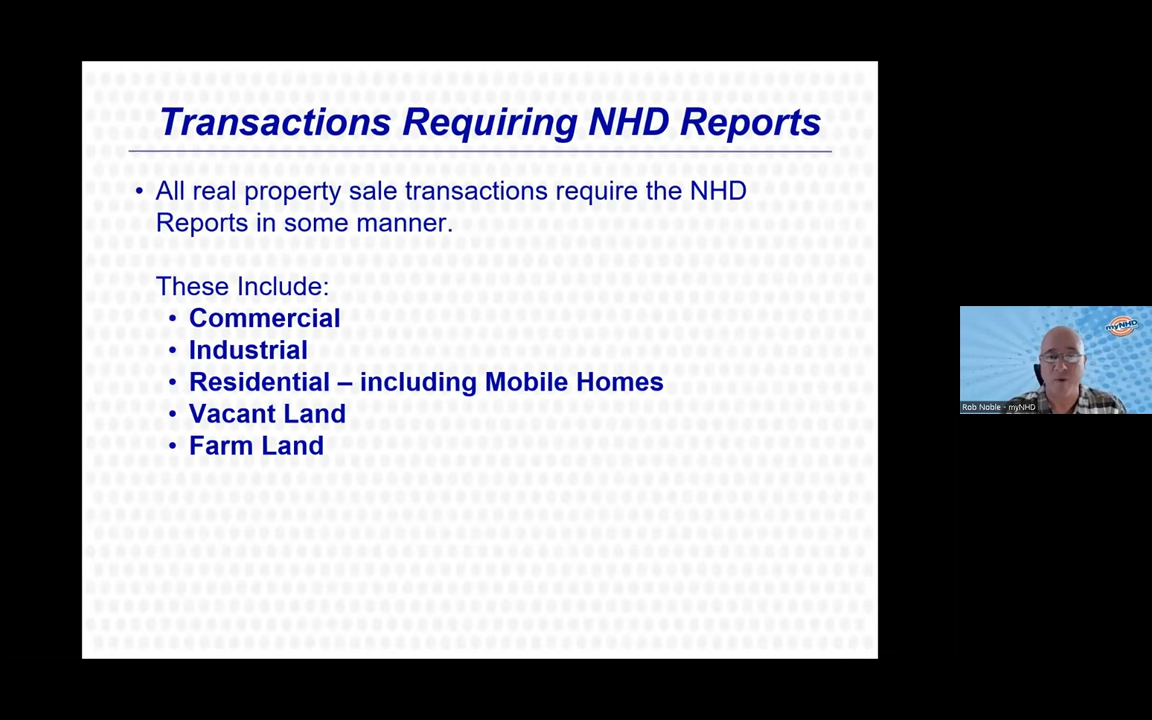 Transactions Requiring NHD Reports
• All real property sale transactions require the NHD
Reports in some manner.
These Include:
• Commercial
• Industrial
• Residential – including Mobile Homes
• Vacant Land
• Farm Land
myNHD
Rob Noble - myNHD